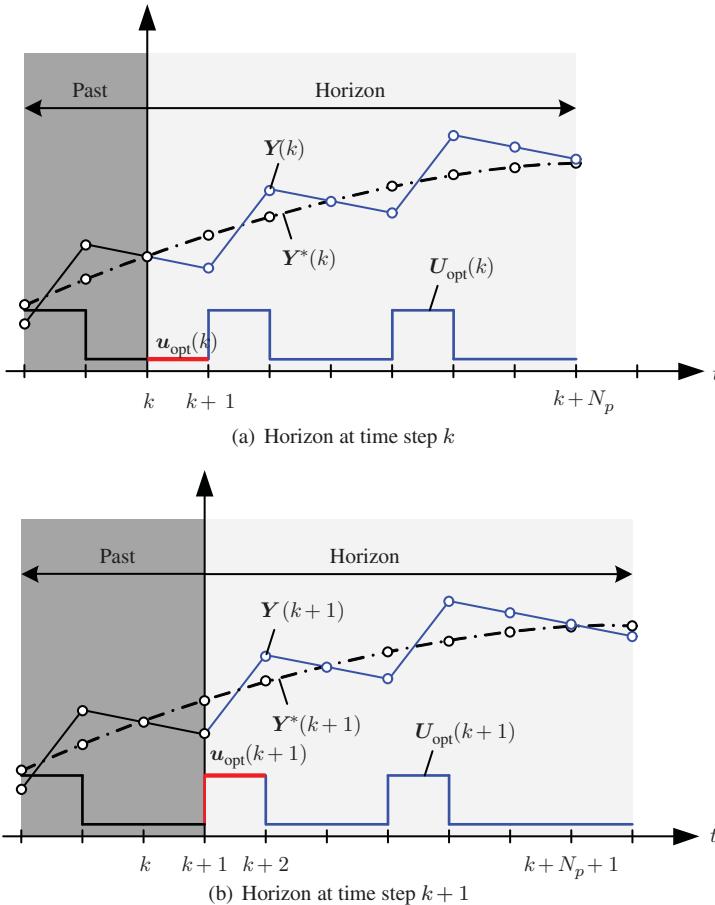 Past
Horizon
Y(k)
Y*(k)
U_opt(k)
u_opt(k)
t
k
k + 1
k + N_p
(a) Horizon at time step k
Past
Horizon
Y(k+1)
Y*(k+1)
U_opt(k+1)
u_opt(k+1)
t
k
k+1
k+2
k + N_p + 1
(b) Horizon at time step k+1